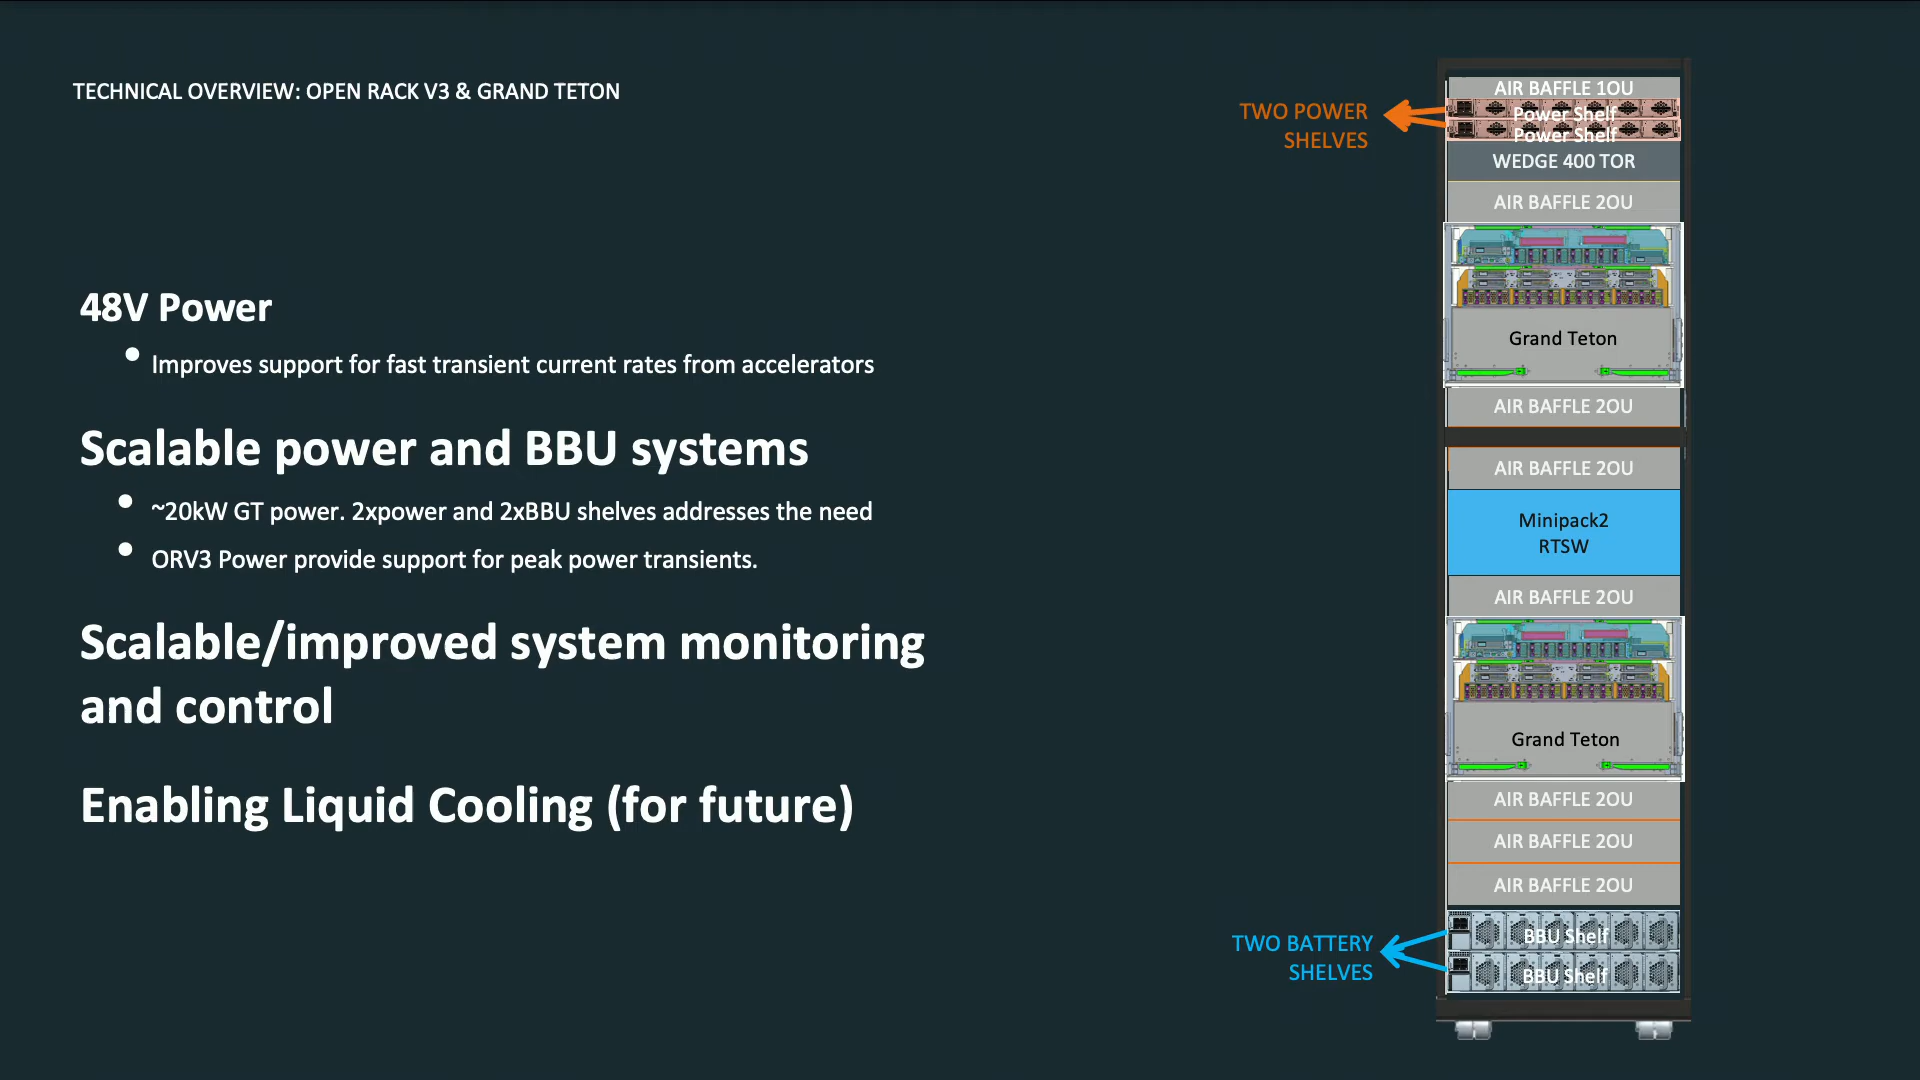 TECHNICAL OVERVIEW: OPEN RACK V3 & GRAND TETON
48V Power
• Improves support for fast transient current rates from accelerators
Scalable power and BBU systems
• ~20kW GT power. 2xpower and 2xBBU shelves addresses the need
• ORV3 Power provide support for peak power transients.
Scalable/improved system monitoring
and control
Enabling Liquid Cooling (for future)
TWO POWER
SHELVES
AIR BAFFLE 1OU
Power Shelf
Power Shelf
WEDGE 400 TOR
AIR BAFFLE 2OU
Grand Teton
AIR BAFFLE 2OU
AIR BAFFLE 2OU
Minipack2
RTSW
AIR BAFFLE 2OU
Grand Teton
AIR BAFFLE 2OU
AIR BAFFLE 2OU
AIR BAFFLE 2OU
TWO BATTERY
SHELVES
BBU Shelf
BBU Shelf